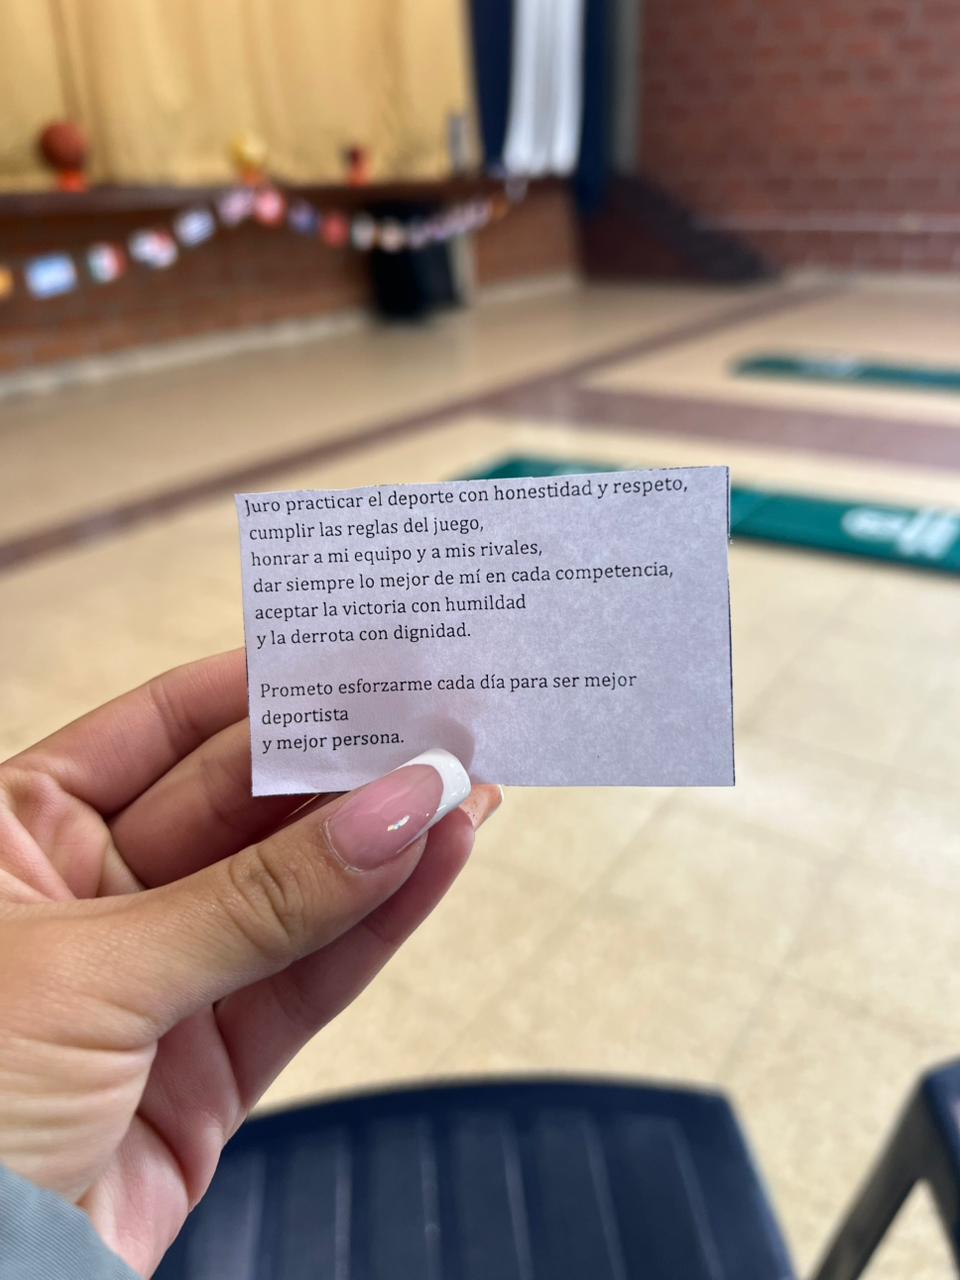 Juro practicar el deporte con honestidad y respeto,
cumplir las reglas del juego,
honrar a mi equipo y a mis rivales,
dar siempre lo mejor de mí en cada competencia,
aceptar la victoria con humildad
y la derrota con dignidad.
Prometo esforzarme cada día para ser mejor
deportista
y mejor persona.